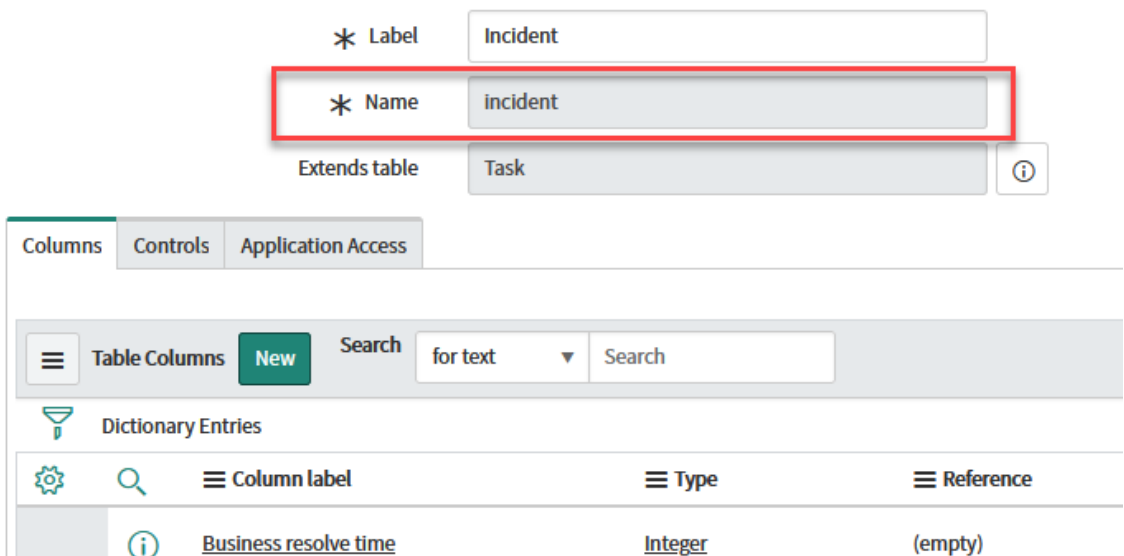 Label Incident
Name incident
Extends table Task
Columns Controls Application Access
Table Columns New Search for text Search
Dictionary Entries
Column label Type Reference
Business resolve time Integer (empty)